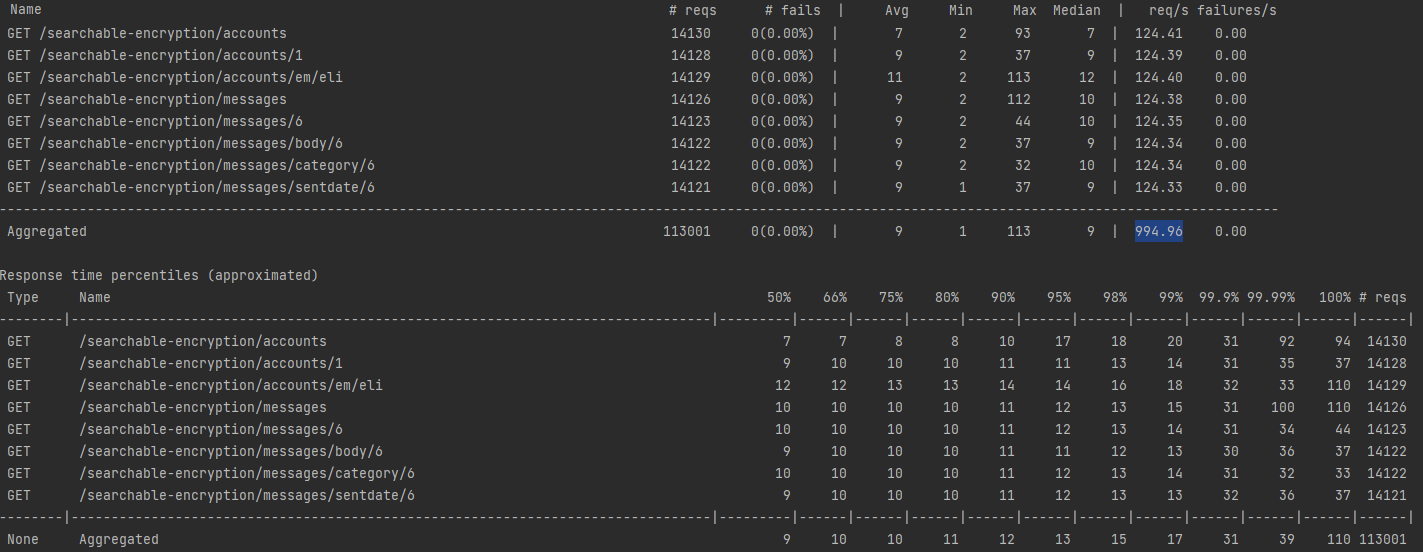 Name # reqs # fails | Avg Min Max Median | req/s failures/s
GET /searchable-encryption/accounts 14130 0(0.00%) | 7 2 93 7 | 124.41 0.00
GET /searchable-encryption/accounts/1 14128 0(0.00%) | 9 2 37 9 | 124.39 0.00
GET /searchable-encryption/accounts/em/eli 14129 0(0.00%) | 11 2 113 12 | 124.40 0.00
GET /searchable-encryption/messages 14126 0(0.00%) | 9 2 112 10 | 124.38 0.00
GET /searchable-encryption/messages/6 14123 0(0.00%) | 9 2 44 10 | 124.35 0.00
GET /searchable-encryption/messages/body/6 14122 0(0.00%) | 9 2 37 9 | 124.34 0.00
GET /searchable-encryption/messages/category/6 14122 0(0.00%) | 9 2 32 10 | 124.34 0.00
GET /searchable-encryption/messages/sentdate/6 14121 0(0.00%) | 9 1 37 9 | 124.33 0.00
Aggregated 113001 0(0.00%) | 9 1 113 9 | 994.96 0.00
Response time percentiles (approximated)
Type Name 50% 66% 75% 80% 90% 95% 98% 99% 99.9% 99.99% 100% # reqs
GET /searchable-encryption/accounts 7 7 8 8 10 17 18 20 31 92 94 14130
GET /searchable-encryption/accounts/1 9 10 10 10 11 11 13 14 31 35 37 14128
GET /searchable-encryption/accounts/em/eli 12 12 13 13 14 14 16 18 32 33 110 14129
GET /searchable-encryption/messages 10 10 10 10 11 12 13 15 31 100 110 14126
GET /searchable-encryption/messages/6 10 10 10 10 11 12 13 14 31 34 44 14123
GET /searchable-encryption/messages/body/6 9 10 10 10 11 11 12 13 30 36 37 14122
GET /searchable-encryption/messages/category/6 10 10 10 10 11 12 13 14 31 32 33 14122
GET /searchable-encryption/messages/sentdate/6 9 10 10 10 11 12 13 13 32 36 37 14121
None Aggregated 9 10 10 11 12 13 15 17 31 39 110 113001